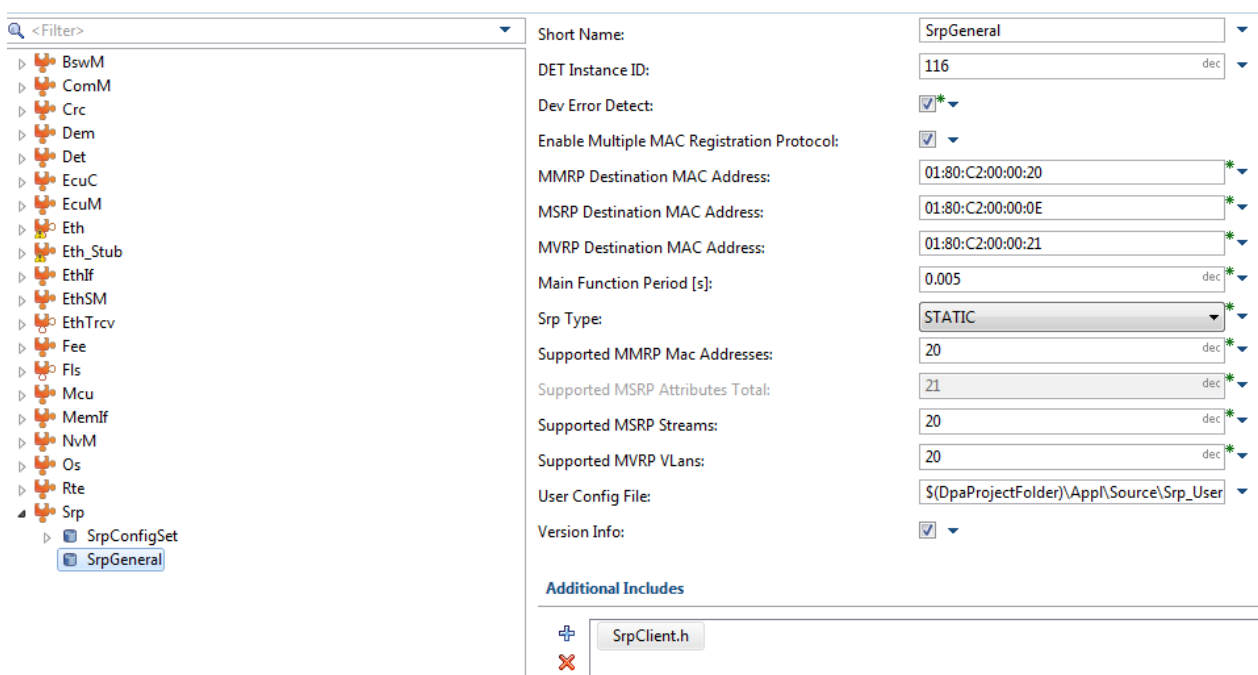 <Filter>
BswM
ComM
Crc
Dem
Det
EcuC
EcuM
Eth
Eth_Stub
EthIf
EthSM
EthTrcv
Fee
Fls
Mcu
MemIf
NvM
Os
Rte
Srp
SrpConfigSet
SrpGeneral
Short Name: SrpGeneral
DET Instance ID: 116 dec
Dev Error Detect:
Enable Multiple MAC Registration Protocol:
MMRP Destination MAC Address: 01:80:C2:00:00:20
MSRP Destination MAC Address: 01:80:C2:00:00:0E
MVRP Destination MAC Address: 01:80:C2:00:00:21
Main Function Period [s]: 0.005 dec
Srp Type: STATIC
Supported MMRP Mac Addresses: 20 dec
Supported MSRP Attributes Total: 21 dec
Supported MSRP Streams: 20 dec
Supported MVRP VLans: 20 dec
User Config File: $(DpaProjectFolder)\Appl\Source\Srp_User
Version Info:
Additional Includes
SrpClient.h